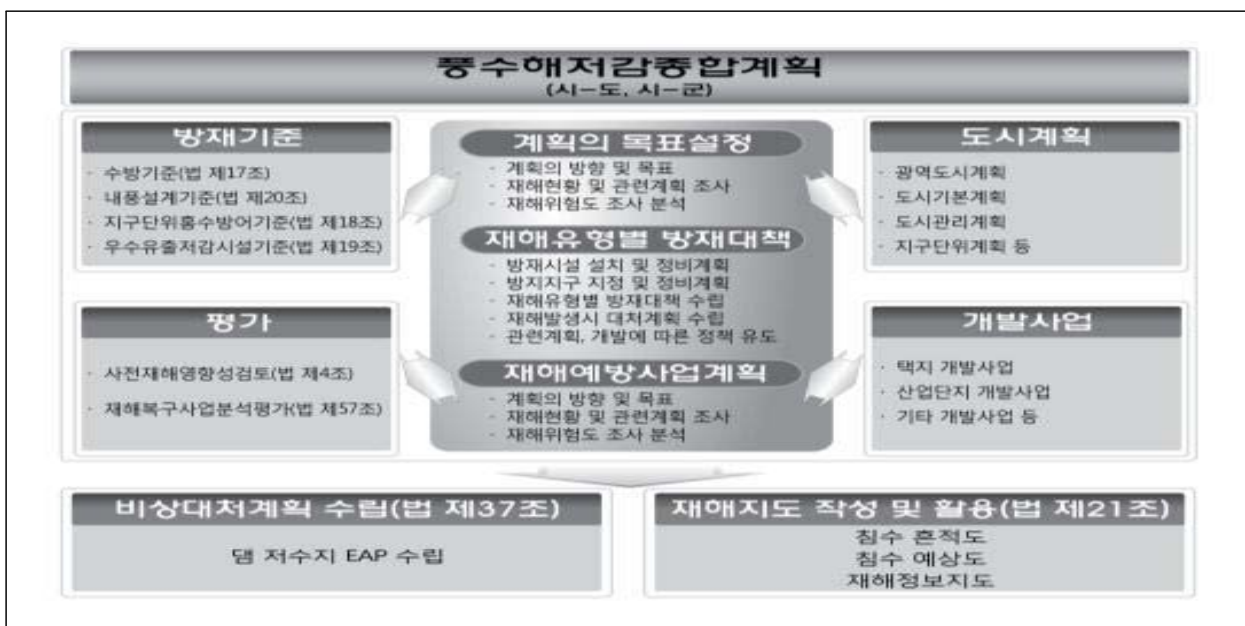 풍수해저감종합계획
(시-도, 시-군)
방재기준
· 수방기준(법 제17조)
· 내풍설계기준(법 제20조)
· 지구단위홍수방어기준(법 제18조)
· 우수유출저감시설기준(법 제19조)
계획의 목표설정
· 계획의 방향 및 목표
· 재해현황 및 관련계획 조사
· 재해위험도 조사 분석
도시계획
· 광역도시계획
· 도시기본계획
· 도시관리계획
· 지구단위계획 등
재해유형별 방재대책
· 방재시설 설치 및 정비계획
· 방지지구 지정 및 정비계획
· 재해유형별 방재대책 수립
· 재해발생시 대처계획 수립
· 관련계획, 개발에 따른 정책 유도
평가
· 사전재해영향성검토(법 제4조)
· 재해복구사업분석평가(법 제57조)
재해예방사업계획
· 계획의 방향 및 목표
· 재해현황 및 관련계획 조사
· 재해위험도 조사 분석
개발사업
· 택지 개발사업
· 산업단지 개발사업
· 기타 개발사업 등
비상대처계획 수립(법 제37조)
댐 저수지 EAP 수립
재해지도 작성 및 활용(법 제21조)
침수 흔적도
침수 예상도
재해정보지도